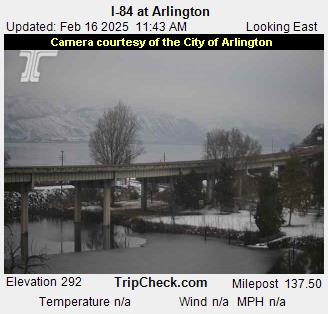 I-84 at Arlington
Updated: Feb 16 2025 11:43 AM Looking East
Camera courtesy of the City of Arlington
Elevation 292 TripCheck.com Milepost 137.50
Temperature n/a Wind n/a MPH n/a